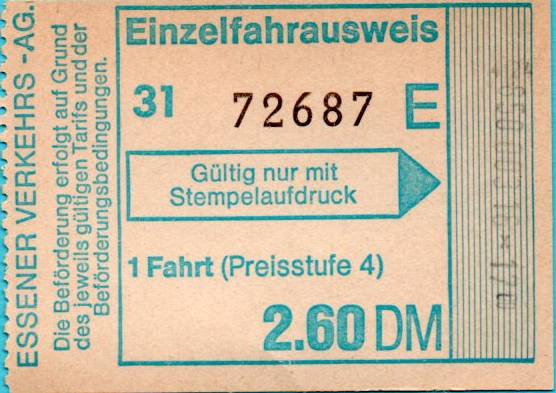 ESSENER VERKEHRS-AG.
Die Beförderung erfolgt auf Grund
des jeweils gültigen Tarifs und der
Beförderungsbedingungen.
Einzelfahrausweis
31 72687 E
Gültig nur mit
Stempelaufdruck
1 Fahrt (Preisstufe 4)
2.60 DM